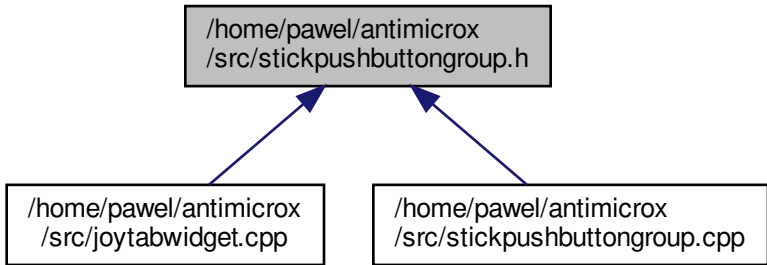 /home/pawel/antimicrox
/src/stickpushbuttongroup.h
/home/pawel/antimicrox
/src/joytabwidget.cpp
/home/pawel/antimicrox
/src/stickpushbuttongroup.cpp